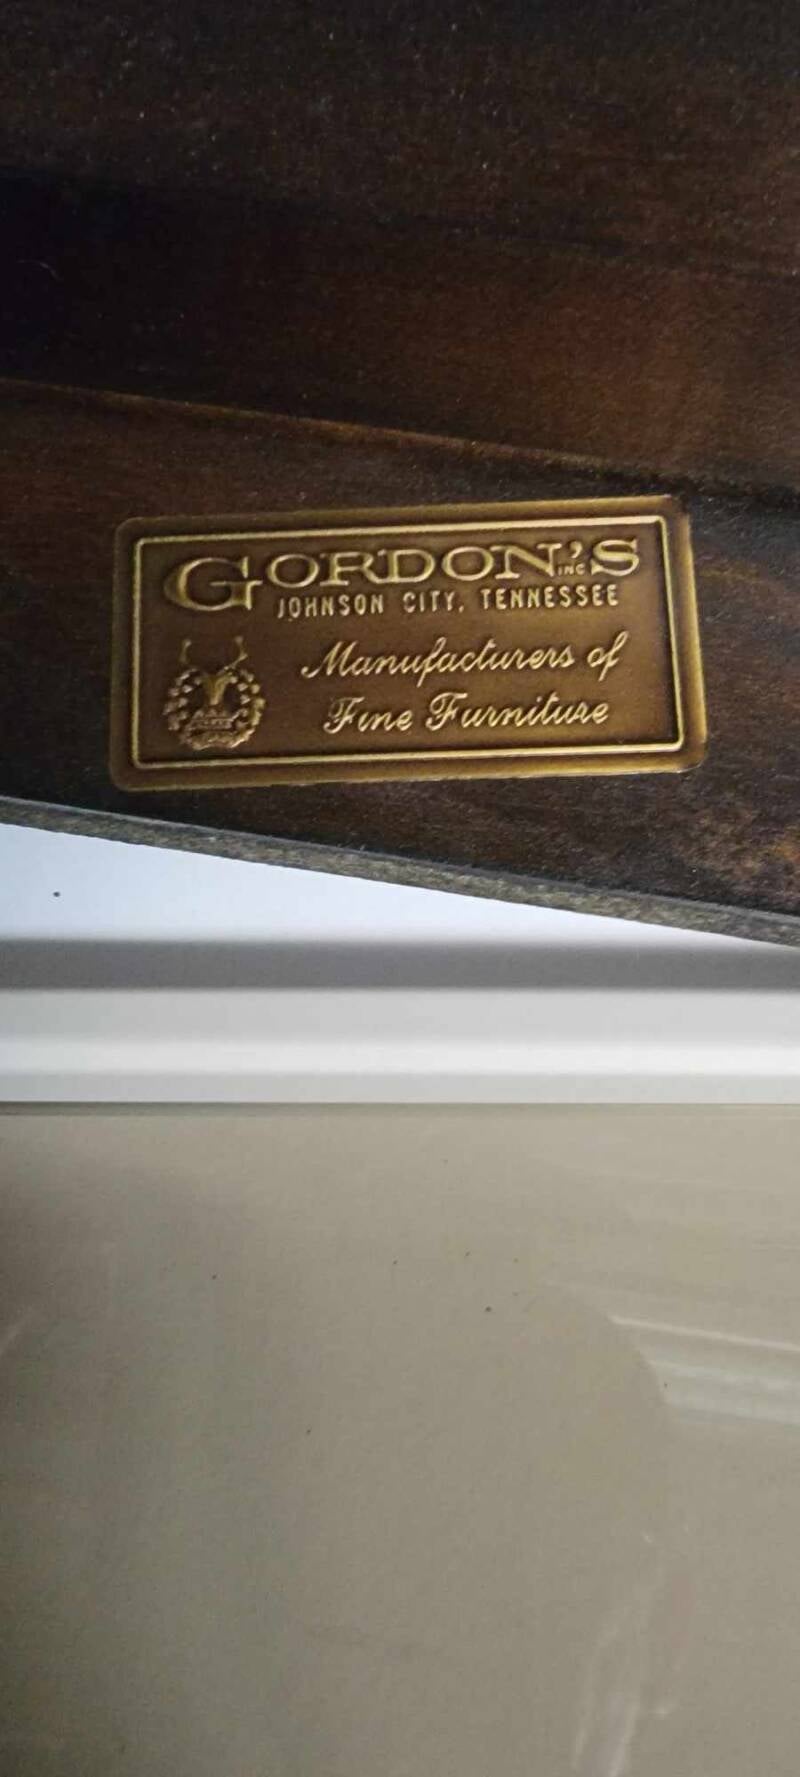 GORDON'S INC
JOHNSON CITY, TENNESSEE
Manufacturers of
Fine Furniture